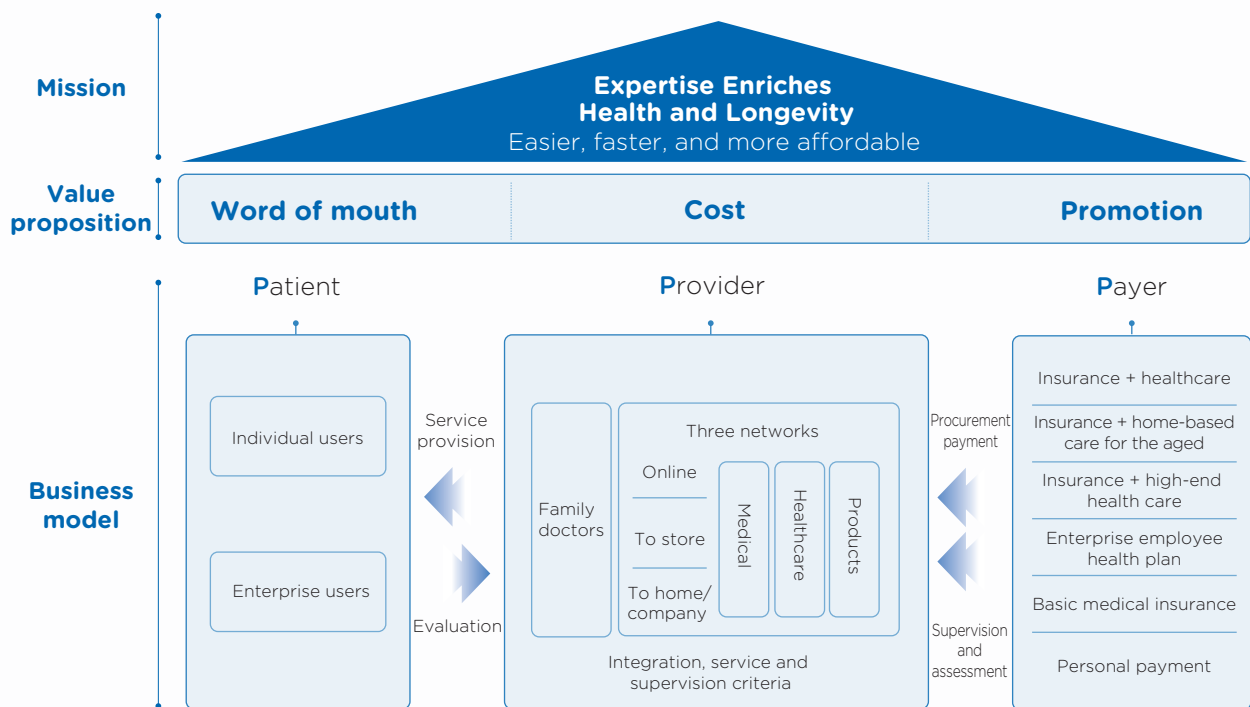 Mission
Expertise Enriches
Health and Longevity
Easier, faster, and more affordable
Value
proposition
Word of mouth
Cost
Promotion
Business
model
Patient
Individual users
Enterprise users
Service
provision
Evaluation
Provider
Family
doctors
Three networks
Online
To store
To home/
company
Medical
Healthcare
Products
Integration, service and
supervision criteria
Procurement
payment
Supervision
and
assessment
Payer
Insurance + healthcare
Insurance + home-based
care for the aged
Insurance + high-end
health care
Enterprise employee
health plan
Basic medical insurance
Personal payment